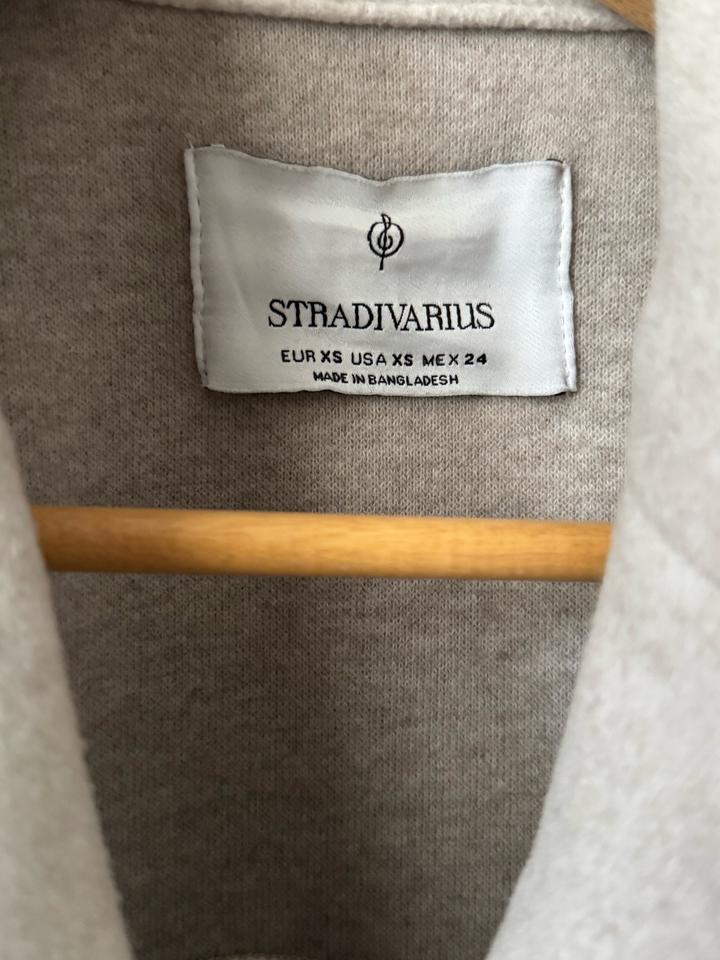 STRADIVARIUS
EUR XS USA XS MEX 24
MADE IN BANGLADESH